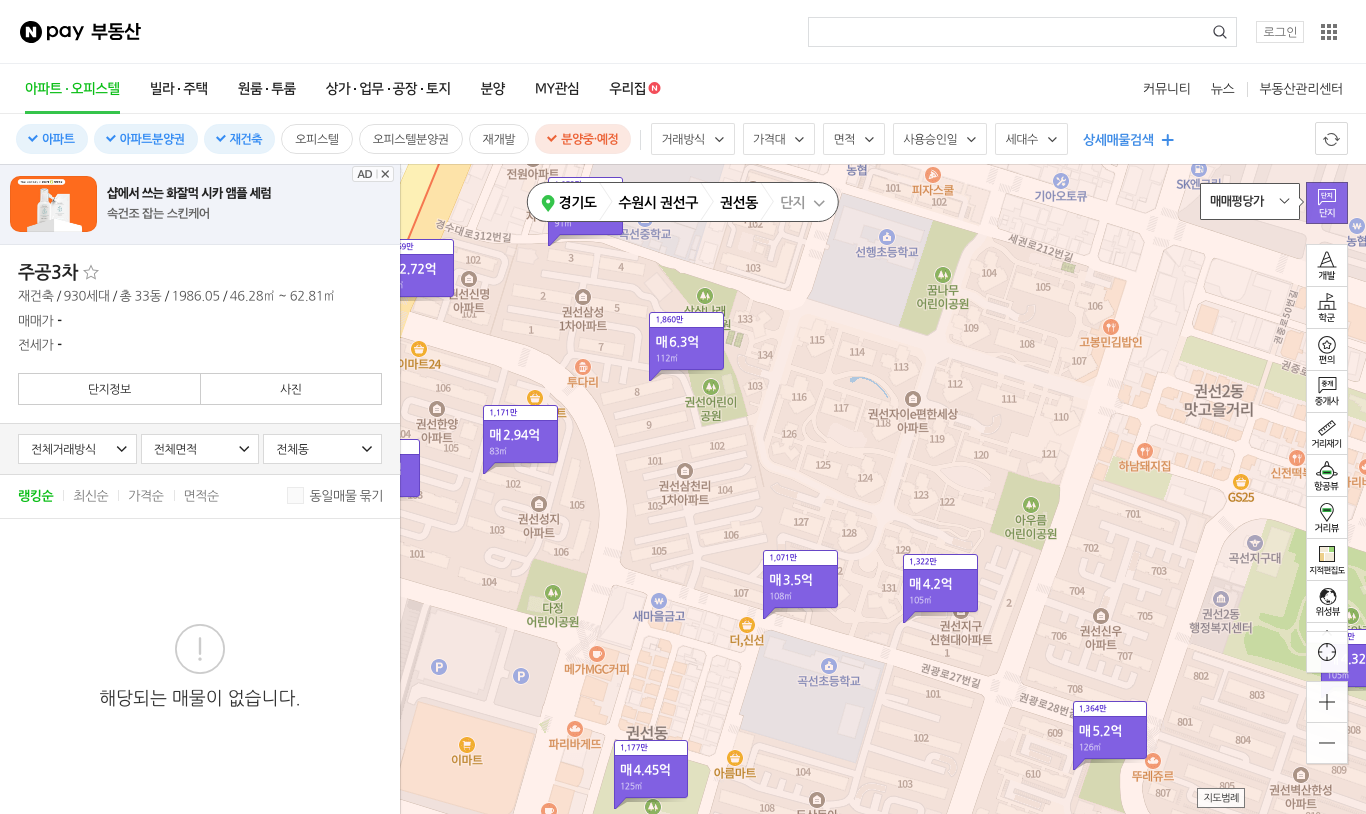 N pay 부동산
로그인
아파트·오피스텔
빌라·주택
원룸·투룸
상가·업무·공장·토지
분양
MY관심
우리집 N
커뮤니티
뉴스
부동산관리센터
아파트
아파트분양권
재건축
오피스텔
오피스텔분양권
재개발
분양중·예정
거래방식
가격대
면적
사용승인일
세대수
상세매물검색
AD
샵에서 쓰는 화잘먹 시카 앰플 세럼
속건조 잡는 스킨케어
주공3차
재건축 / 930세대 / 총 33동 / 1986.05 / 46.28㎡ ~ 62.81㎡
매매가 -
전세가 -
단지정보
사진
전체거래방식
전체면적
전체동
랭킹순
최신순
가격순
면적순
동일매물 묶기
해당되는 매물이 없습니다.
경기도
수원시 권선구
권선동
단지
매매평당가
단지
단지
개발
학군
편의
중개
중개사
거리재기
항공뷰
거리뷰
지적편집도
위성뷰
지도범례
전원아파트
농협
피자스쿨
기아오토큐
SK엔크린
경수대로312번길
곡선중학교
91㎡
선행초등학교
세권로212번길
권중로50번길
2.72억
권선신명
아파트
권선삼성
1차아파트
꿈나무
어린이공원
1,860만
매6.3억
112㎡
고봉민김밥인
이마트24
투다리
권선어린이
공원
권선2동
맛고을거리
권선자이e편한세상
아파트
권선한양
아파트
1,171만
매2.94억
83㎡
하남돼지집
신전떡볶
GS25
권선삼천리
1차아파트
권선성지
아파트
아우름
어린이공원
곡선지구대
1,071만
매3.5억
108㎡
1,322만
매4.2억
105㎡
다정
어린이공원
새마을금고
더,신선
권선지구
신현대아파트
권선신우
아파트
권선2동
행정복지센터
메가MGC커피
곡선초등학교
권광로27번길
권광로28번길
105㎡
1,364만
매5.2억
126㎡
권선동
파리바게뜨
이마트
1,177만
매4.45억
125㎡
아름마트
뚜레쥬르
권선벽산한성
아파트